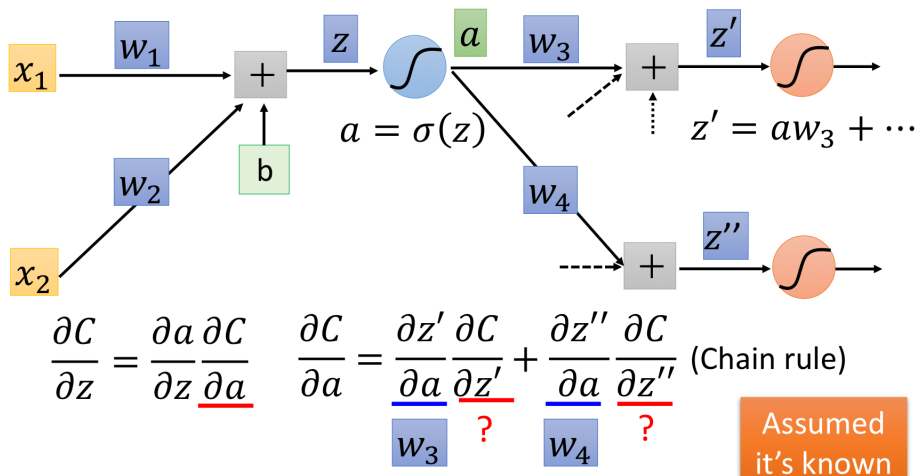 w₁ z a w₃ z′
x₁ + + 
a = σ(z) z′ = aw₃ + ⋯
b
w₂ w₄
z′′
x₂ +
∂C/∂z = ∂a/∂z ∂C/∂a ∂C/∂a = ∂z′/∂a ∂C/∂z′ + ∂z′′/∂a ∂C/∂z′′ (Chain rule)
? ?
w₃ w₄
Assumed
it's known